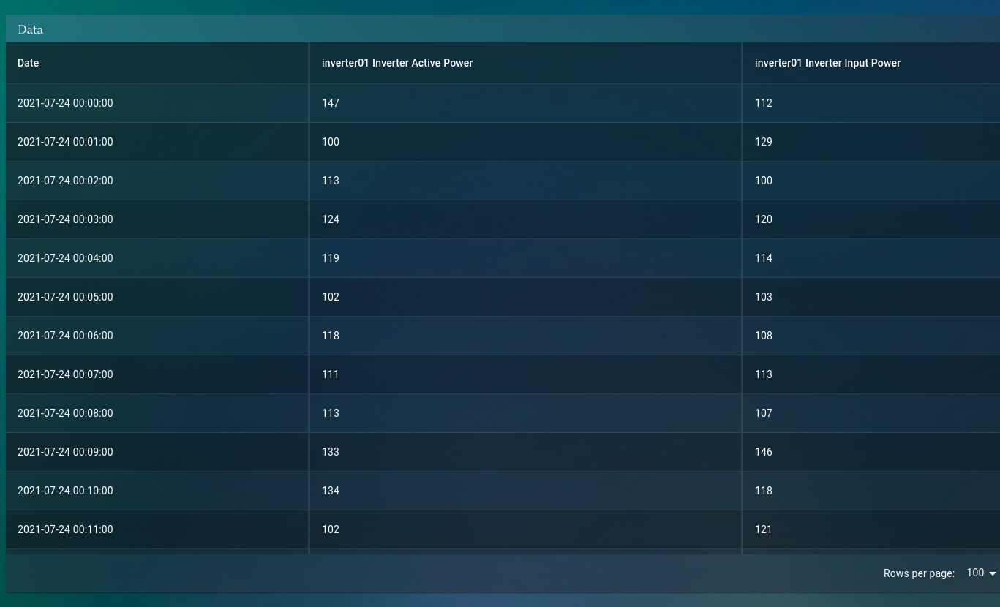 Data
Date inverter01 Inverter Active Power inverter01 Inverter Input Power
2021-07-24 00:00:00 147 112
2021-07-24 00:01:00 100 129
2021-07-24 00:02:00 113 100
2021-07-24 00:03:00 124 120
2021-07-24 00:04:00 119 114
2021-07-24 00:05:00 102 103
2021-07-24 00:06:00 118 108
2021-07-24 00:07:00 111 113
2021-07-24 00:08:00 113 107
2021-07-24 00:09:00 133 146
2021-07-24 00:10:00 134 118
2021-07-24 00:11:00 102 121
Rows per page: 100